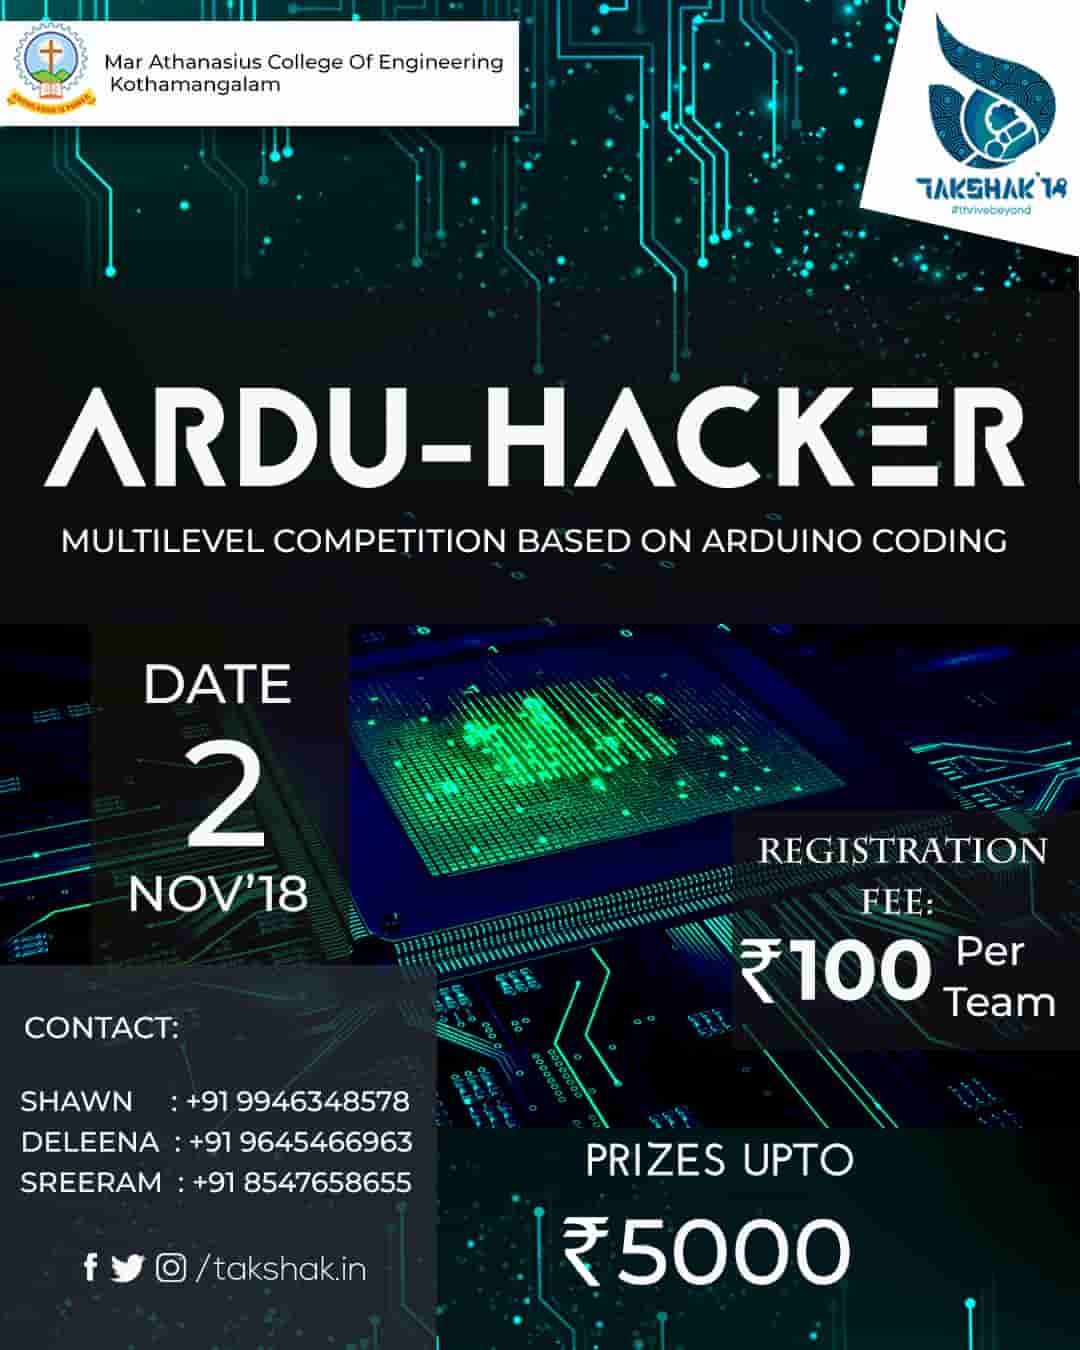 Mar Athanasius College Of Engineering
Kothamangalam
TAKSHAK'18
#thrivebeyond
ARDU-HACKER
MULTILEVEL COMPETITION BASED ON ARDUINO CODING
DATE
2
NOV'18
REGISTRATION
FEE:
₹100 Per
Team
CONTACT:
SHAWN : +91 9946348578
DELEENA : +91 9645466963
SREERAM : +91 8547658655
/takshak.in
PRIZES UPTO
₹5000